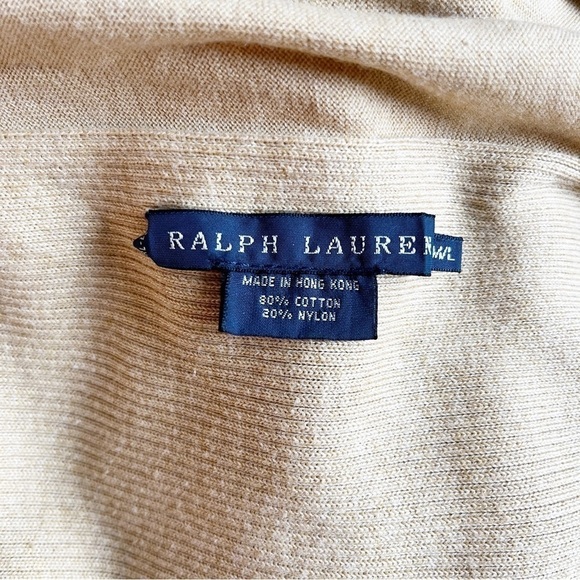 RALPH LAUREN
M/L
MADE IN HONG KONG
80% COTTON
20% NYLON